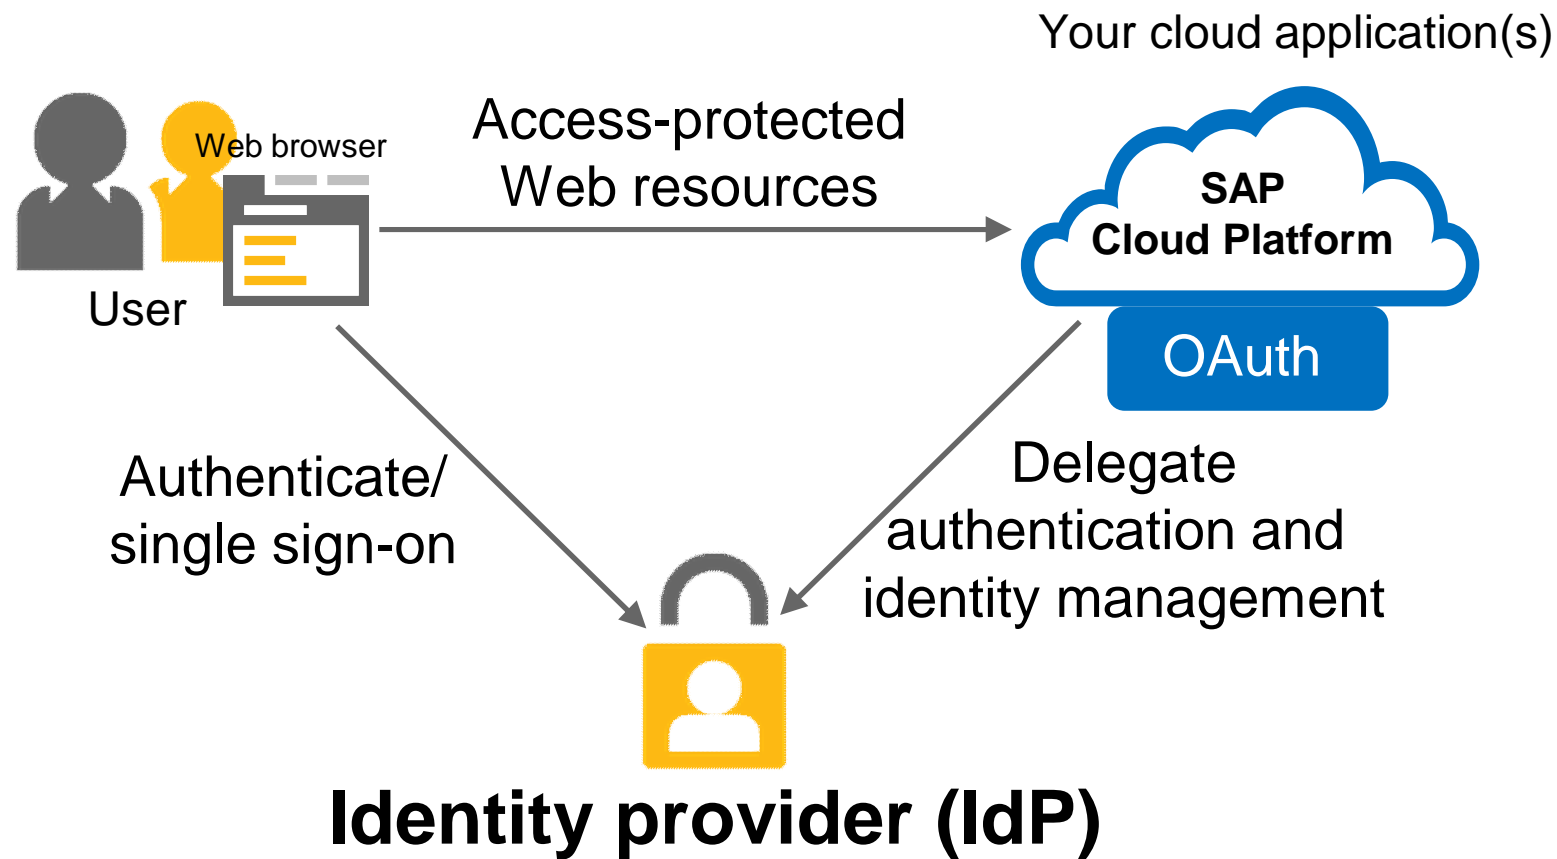 Your cloud application(s)
Web browser
User
Access-protected
Web resources
SAP
Cloud Platform
OAuth
Authenticate/
single sign-on
Delegate
authentication and
identity management
Identity provider (IdP)